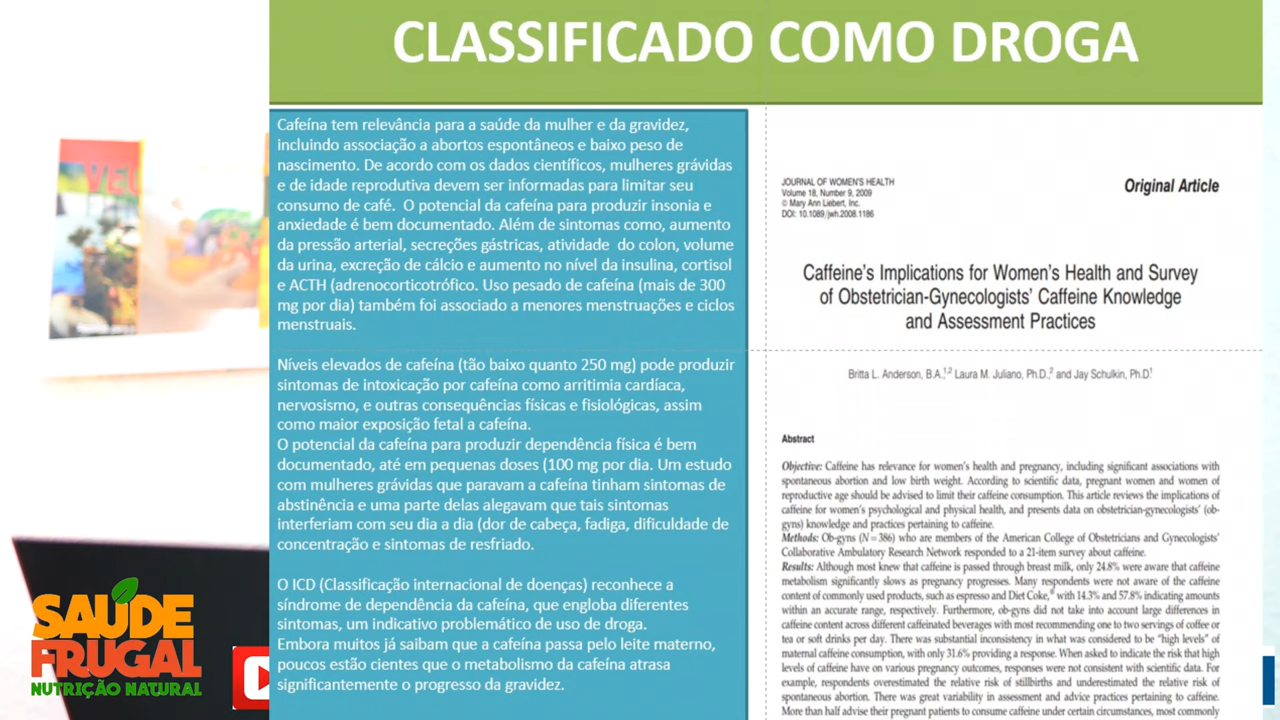 CLASSIFICADO COMO DROGA
Cafeína tem relevância para a saúde da mulher e da gravidez,
incluindo associação a abortos espontâneos e baixo peso de
nascimento. De acordo com os dados científicos, mulheres grávidas
e de idade reprodutiva devem ser informadas para limitar seu
consumo de café. O potencial da cafeína para produzir insonia e
anxiedade é bem documentado. Além de sintomas como, aumento
da pressão arterial, secreções gástricas, atividade do colon, volume
da urina, excreção de cálcio e aumento no nível da insulina, cortisol
e ACTH (adrenocorticotrófico. Uso pesado de cafeína (mais de 300
mg por dia) também foi associado a menores menstruações e ciclos
menstruais.
Níveis elevados de cafeína (tão baixo quanto 250 mg) pode produzir
sintomas de intoxicação por cafeína como arritimia cardíaca,
nervosismo, e outras consequências físicas e fisiológicas, assim
como maior exposição fetal a cafeína.
O potencial da cafeína para produzir dependência física é bem
documentado, até em pequenas doses (100 mg por dia. Um estudo
com mulheres grávidas que paravam a cafeína tinham sintomas de
abstinência e uma parte delas alegavam que tais sintomas
interferiam com seu dia a dia (dor de cabeça, fadiga, dificuldade de
concentração e sintomas de resfriado.
O ICD (Classificação internacional de doenças) reconhece a
síndrome de dependência da cafeína, que engloba diferentes
sintomas, um indicativo problemático de uso de droga.
Embora muitos já saibam que a cafeína passa pelo leite materno,
pouços estão cientes que o metabolismo da cafeína atrasa
significantemente o progresso da gravidez.
JOURNAL OF WOMEN'S HEALTH
Volume 18, Number 9, 2009
© Mary Ann Liebert, Inc.
DOI: 10.1089/jwh.2008.1186
Original Article
Caffeine's Implications for Women's Health and Survey
of Obstetrician-Gynecologists' Caffeine Knowledge
and Assessment Practices
Britta L. Anderson, B.A.,1,2 Laura M. Juliano, Ph.D.,2 and Jay Schulkin, Ph.D.1
Abstract
Objective: Caffeine has relevance for women's health and pregnancy, including significant associations with
spontaneous abortion and low birth weight. According to scientific data, pregnant women and women of
reproductive age should be advised to limit their caffeine consumption. This article reviews the implications of
caffeine for women's psychological and physical health, and presents data on obstetrician-gynecologists' (ob-
gyns) knowledge and practices pertaining to caffeine.
Methods: Ob-gyns (N = 386) who are members of the American College of Obstetricians and Gynecologists'
Collaborative Ambulatory Research Network responded to a 21-item survey about caffeine.
Results: Although most knew that caffeine is passed through breast milk, only 24.8% were aware that caffeine
metabolism significantly slows as pregnancy progresses. Many respondents were not aware of the caffeine
content of commonly used products, such as espresso and Diet Coke,® with 14.3% and 57.8% indicating amounts
within an accurate range, respectively. Furthermore, ob-gyns did not take into account large differences in
caffeine content across different caffeinated beverages with most recommending one to two servings of coffee or
tea or soft drinks per day. There was substantial inconsistency in what was considered to be "high levels" of
maternal caffeine consumption, with only 31.6% providing a response. When asked to indicate the risk that high
levels of caffeine have on various pregnancy outcomes, responses were not consistent with scientific data. For
example, respondents overestimated the relative risk of stillbirths and underestimated the relative risk of
spontaneous abortion. There was great variability in assessment and advice practices pertaining to caffeine.
More than half advise their pregnant patients to consume caffeine under certain circumstances, most commonly
SAÚDE
FRUGAL
NUTRIÇÃO NATURAL